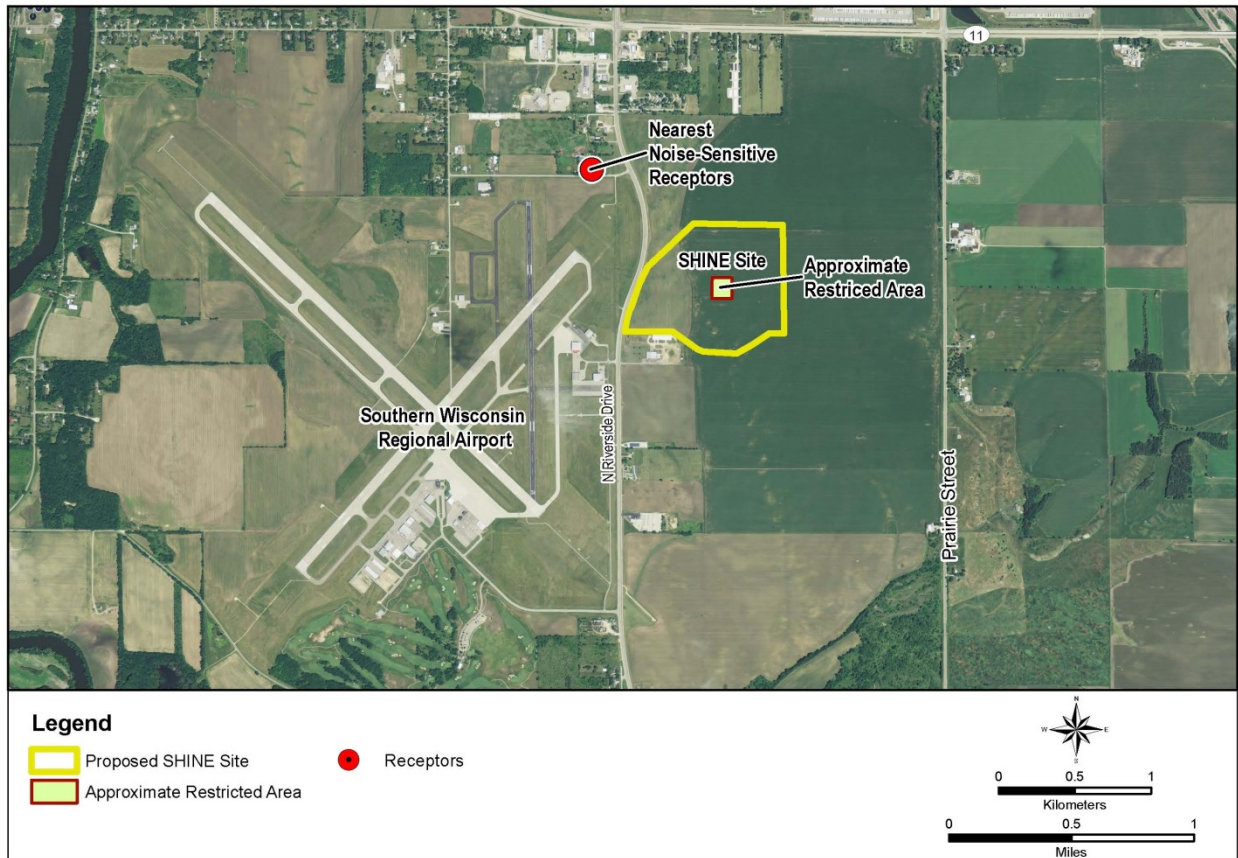 11
Nearest
Noise-Sensitive
Receptors
SHINE Site
Approximate
Restriced Area
Southern Wisconsin
Regional Airport
N Riverside Drive
Prairie Street
Legend
Proposed SHINE Site
Receptors
Approximate Restricted Area
N
W E
S
0 0.5 1
Kilometers
0 0.5 1
Miles